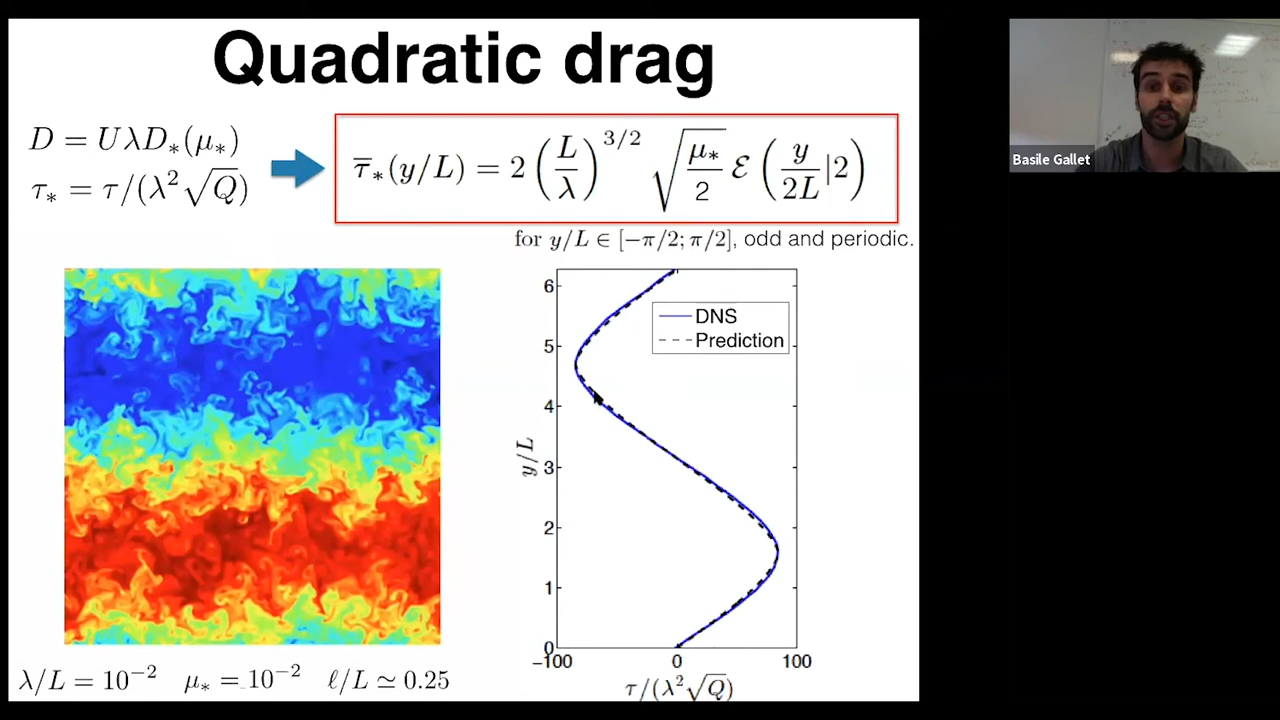 Quadratic drag
D = UλD_*(μ_*)
τ_* = τ/(λ²√Q)
τ̅_*(y/L) = 2 (L/λ)^{3/2} √(μ_*/2) ℰ (y/2L|2)
for y/L ∈ [−π/2; π/2], odd and periodic.
Basile Gallet
DNS
Prediction
6
5
4
3
2
1
0
y/L
−100 0 100
τ/(λ²√Q)
λ/L = 10⁻² μ_* = 10⁻² ℓ/L ≃ 0.25